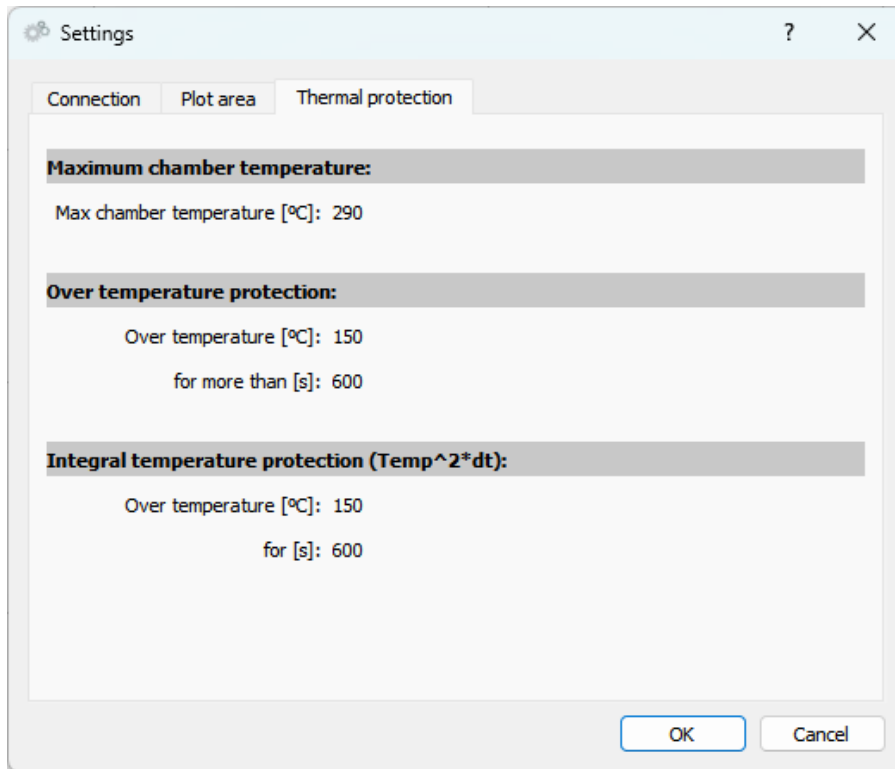 Settings
?
Connection Plot area Thermal protection
Maximum chamber temperature:
Max chamber temperature [ºC]: 290
Over temperature protection:
Over temperature [ºC]: 150
for more than [s]: 600
Integral temperature protection (Temp^2*dt):
Over temperature [ºC]: 150
for [s]: 600
OK Cancel